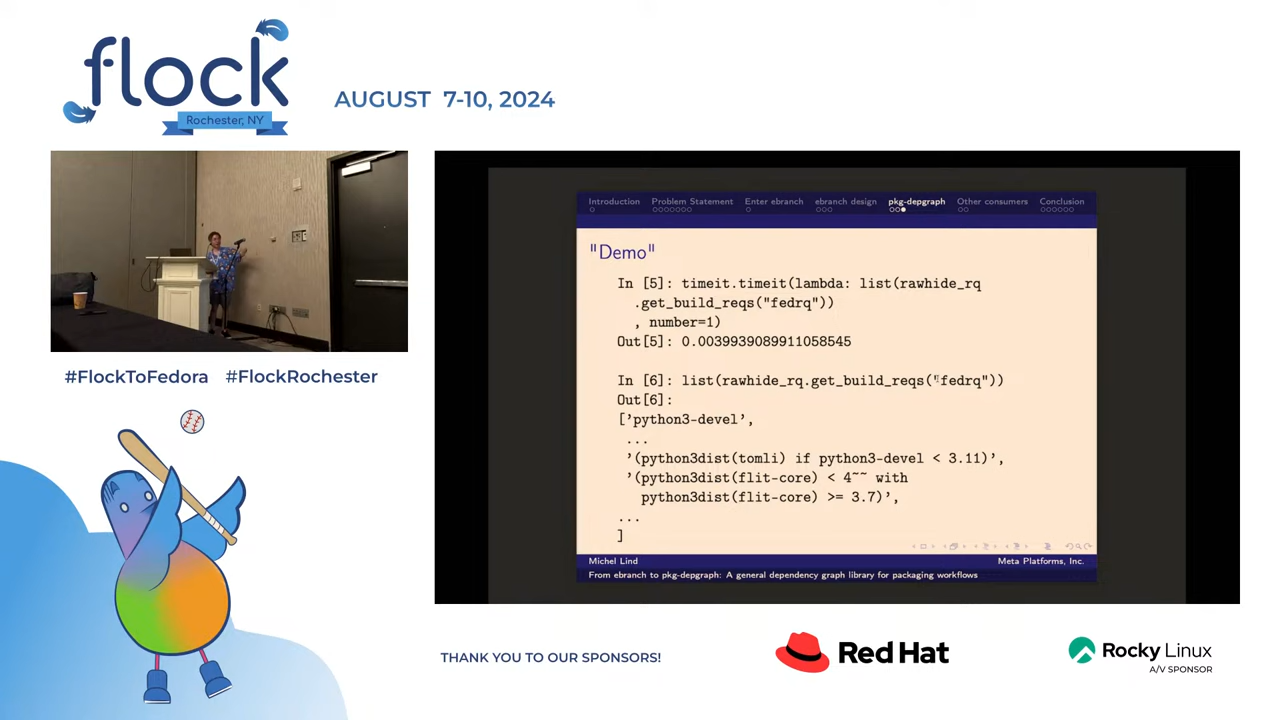 flock
Rochester, NY
AUGUST 7-10, 2024
#FlockToFedora #FlockRochester
Introduction Problem Statement Enter ebranch ebranch design pkg-depgraph Other consumers Conclusion
"Demo"
In [5]: timeit.timeit(lambda: list(rawhide_rq
.get_build_reqs("fedrq"))
, number=1)
Out[5]: 0.0039939089911058545
In [6]: list(rawhide_rq.get_build_reqs("fedrq"))
Out[6]:
['python3-devel',
...
'(python3dist(tomli) if python3-devel < 3.11)',
'(python3dist(flit-core) < 4~~ with
python3dist(flit-core) >= 3.7)',
...
]
Michel Lind Meta Platforms, Inc.
From ebranch to pkg-depgraph: A general dependency graph library for packaging workflows
THANK YOU TO OUR SPONSORS!
Red Hat
Rocky Linux
A/V SPONSOR